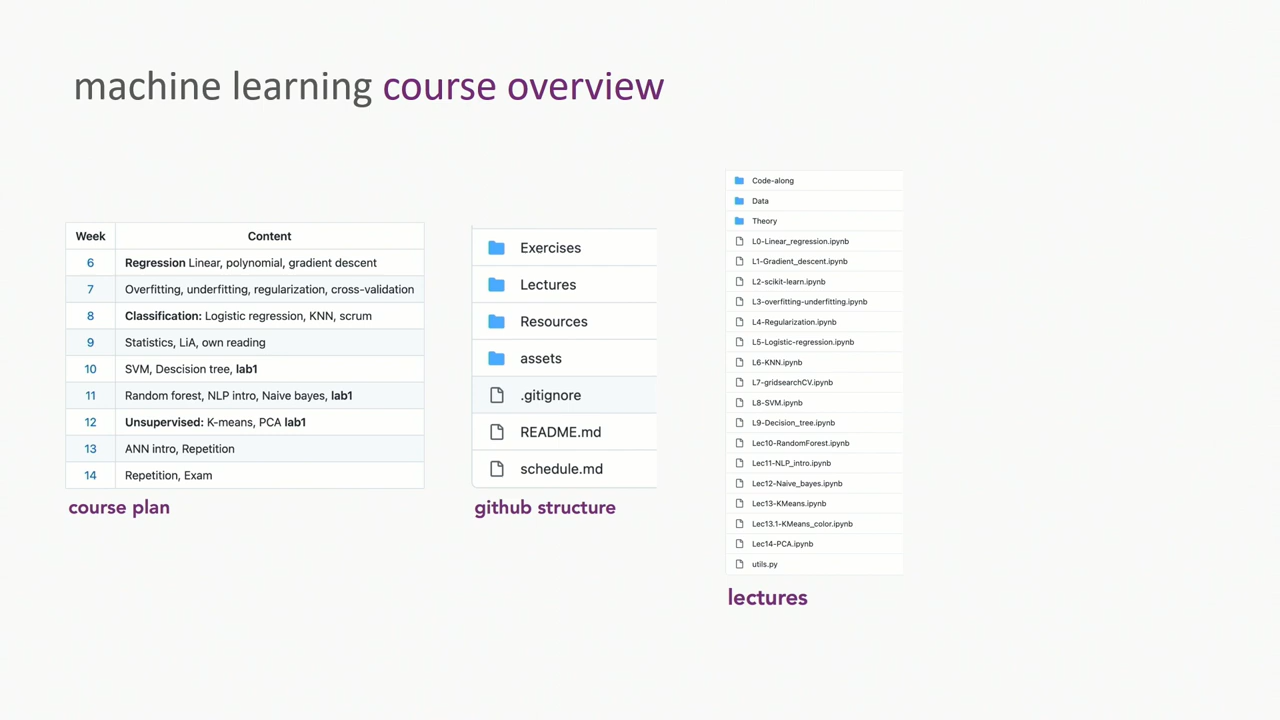 machine learning course overview
Week Content
6 Regression Linear, polynomial, gradient descent
7 Overfitting, underfitting, regularization, cross-validation
8 Classification: Logistic regression, KNN, scrum
9 Statistics, LiA, own reading
10 SVM, Descision tree, lab1
11 Random forest, NLP intro, Naive bayes, lab1
12 Unsupervised: K-means, PCA lab1
13 ANN intro, Repetition
14 Repetition, Exam
course plan
Exercises
Lectures
Resources
assets
.gitignore
README.md
schedule.md
github structure
Code-along
Data
Theory
L0-Linear_regression.ipynb
L1-Gradient_descent.ipynb
L2-scikit-learn.ipynb
L3-overfitting-underfitting.ipynb
L4-Regularization.ipynb
L5-Logistic-regression.ipynb
L6-KNN.ipynb
L7-gridsearchCV.ipynb
L8-SVM.ipynb
L9-Decision_tree.ipynb
Lec10-RandomForest.ipynb
Lec11-NLP_intro.ipynb
Lec12-Naive_bayes.ipynb
Lec13-KMeans.ipynb
Lec13.1-KMeans_color.ipynb
Lec14-PCA.ipynb
utils.py
lectures